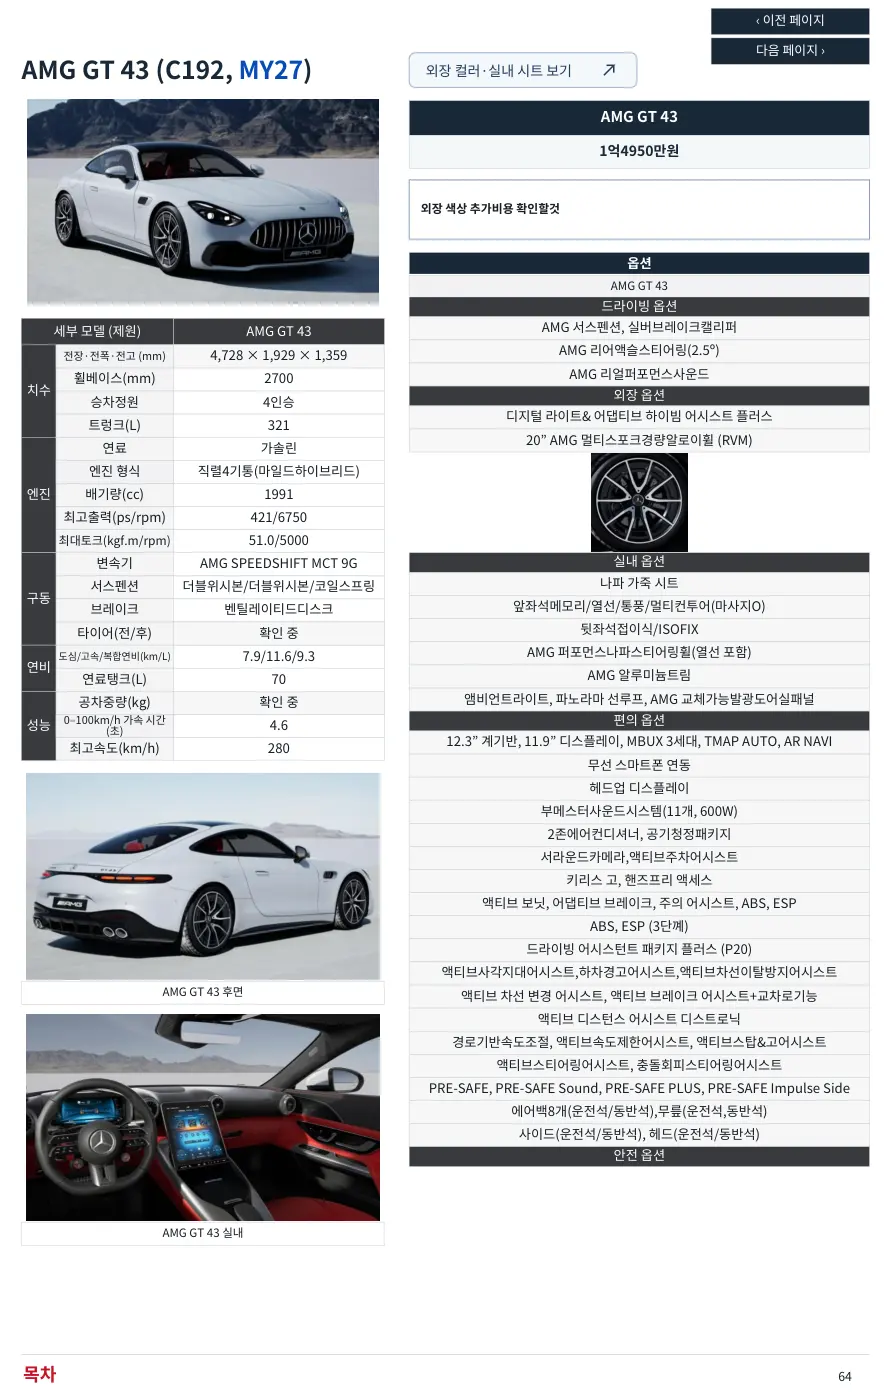 ‹ 이전 페이지
다음 페이지 ›
AMG GT 43 (C192, MY27)
외장 컬러·실내 시트 보기
AMG GT 43
1억4950만원
외장 색상 추가비용 확인할것
세부 모델 (제원) AMG GT 43
치수
전장·전폭·전고 (mm) 4,728 × 1,929 × 1,359
휠베이스(mm) 2700
승차정원 4인승
트렁크(L) 321
엔진
연료 가솔린
엔진 형식 직렬4기통(마일드하이브리드)
배기량(cc) 1991
최고출력(ps/rpm) 421/6750
최대토크(kgf.m/rpm) 51.0/5000
구동
변속기 AMG SPEEDSHIFT MCT 9G
서스펜션 더블위시본/더블위시본/코일스프링
브레이크 벤틸레이티드디스크
타이어(전/후) 확인 중
연비
도심/고속/복합연비(km/L) 7.9/11.6/9.3
연료탱크(L) 70
성능
공차중량(kg) 확인 중
0–100km/h 가속 시간
(초) 4.6
최고속도(km/h) 280
AMG GT 43 후면
AMG GT 43 실내
옵션
AMG GT 43
드라이빙 옵션
AMG 서스펜션, 실버브레이크캘리퍼
AMG 리어액슬스티어링(2.5º)
AMG 리얼퍼포먼스사운드
외장 옵션
디지털 라이트& 어댑티브 하이빔 어시스트 플러스
20” AMG 멀티스포크경량알로이휠 (RVM)
실내 옵션
나파 가죽 시트
앞좌석메모리/열선/통풍/멀티컨투어(마사지O)
뒷좌석접이식/ISOFIX
AMG 퍼포먼스나파스티어링휠(열선 포함)
AMG 알루미늄트림
앰비언트라이트, 파노라마 선루프, AMG 교체가능발광도어실패널
편의 옵션
12.3” 계기반, 11.9” 디스플레이, MBUX 3세대, TMAP AUTO, AR NAVI
무선 스마트폰 연동
헤드업 디스플레이
부메스터사운드시스템(11개, 600W)
2존에어컨디셔너, 공기청정패키지
서라운드카메라,액티브주차어시스트
키리스 고, 핸즈프리 액세스
액티브 보닛, 어댑티브 브레이크, 주의 어시스트, ABS, ESP
ABS, ESP (3단꼐)
드라이빙 어시스턴트 패키지 플러스 (P20)
액티브사각지대어시스트,하차경고어시스트,액티브차선이탈방지어시스트
액티브 차선 변경 어시스트, 액티브 브레이크 어시스트+교차로기능
액티브 디스턴스 어시스트 디스트로닉
경로기반속도조절, 액티브속도제한어시스트, 액티브스탑&고어시스트
액티브스티어링어시스트, 충돌회피스티어링어시스트
PRE-SAFE, PRE-SAFE Sound, PRE-SAFE PLUS, PRE-SAFE Impulse Side
에어백8개(운전석/동반석),무릎(운전석,동반석)
사이드(운전석/동반석), 헤드(운전석/동반석)
안전 옵션
목차
64